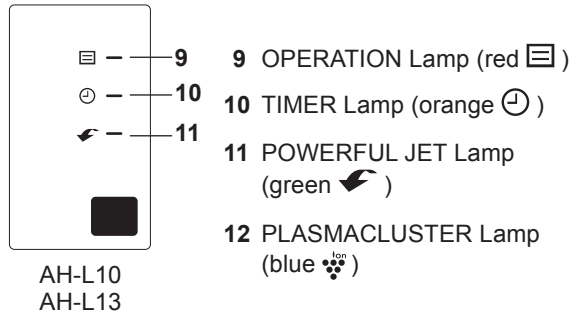 9
10
11
AH-L10
AH-L13
9 OPERATION Lamp (red )
10 TIMER Lamp (orange )
11 POWERFUL JET Lamp
(green )
12 PLASMACLUSTER Lamp
(blue ion )